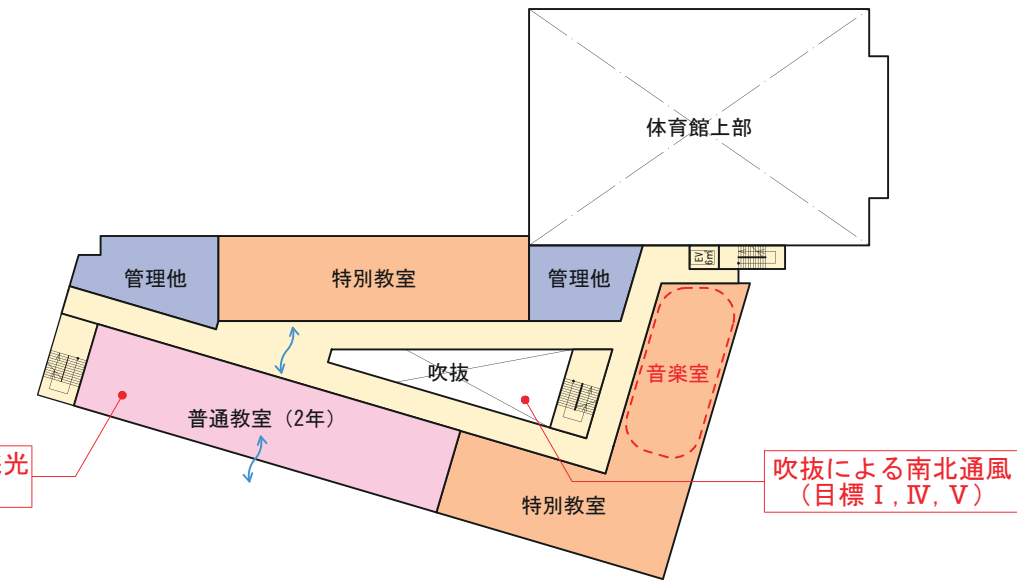 体育館上部
EV
6m
管理他
特別教室
管理他
吹抜
音楽室
普通教室（2年）
光
吹抜による南北通風
（目標Ⅰ, Ⅳ, Ⅴ）
特別教室